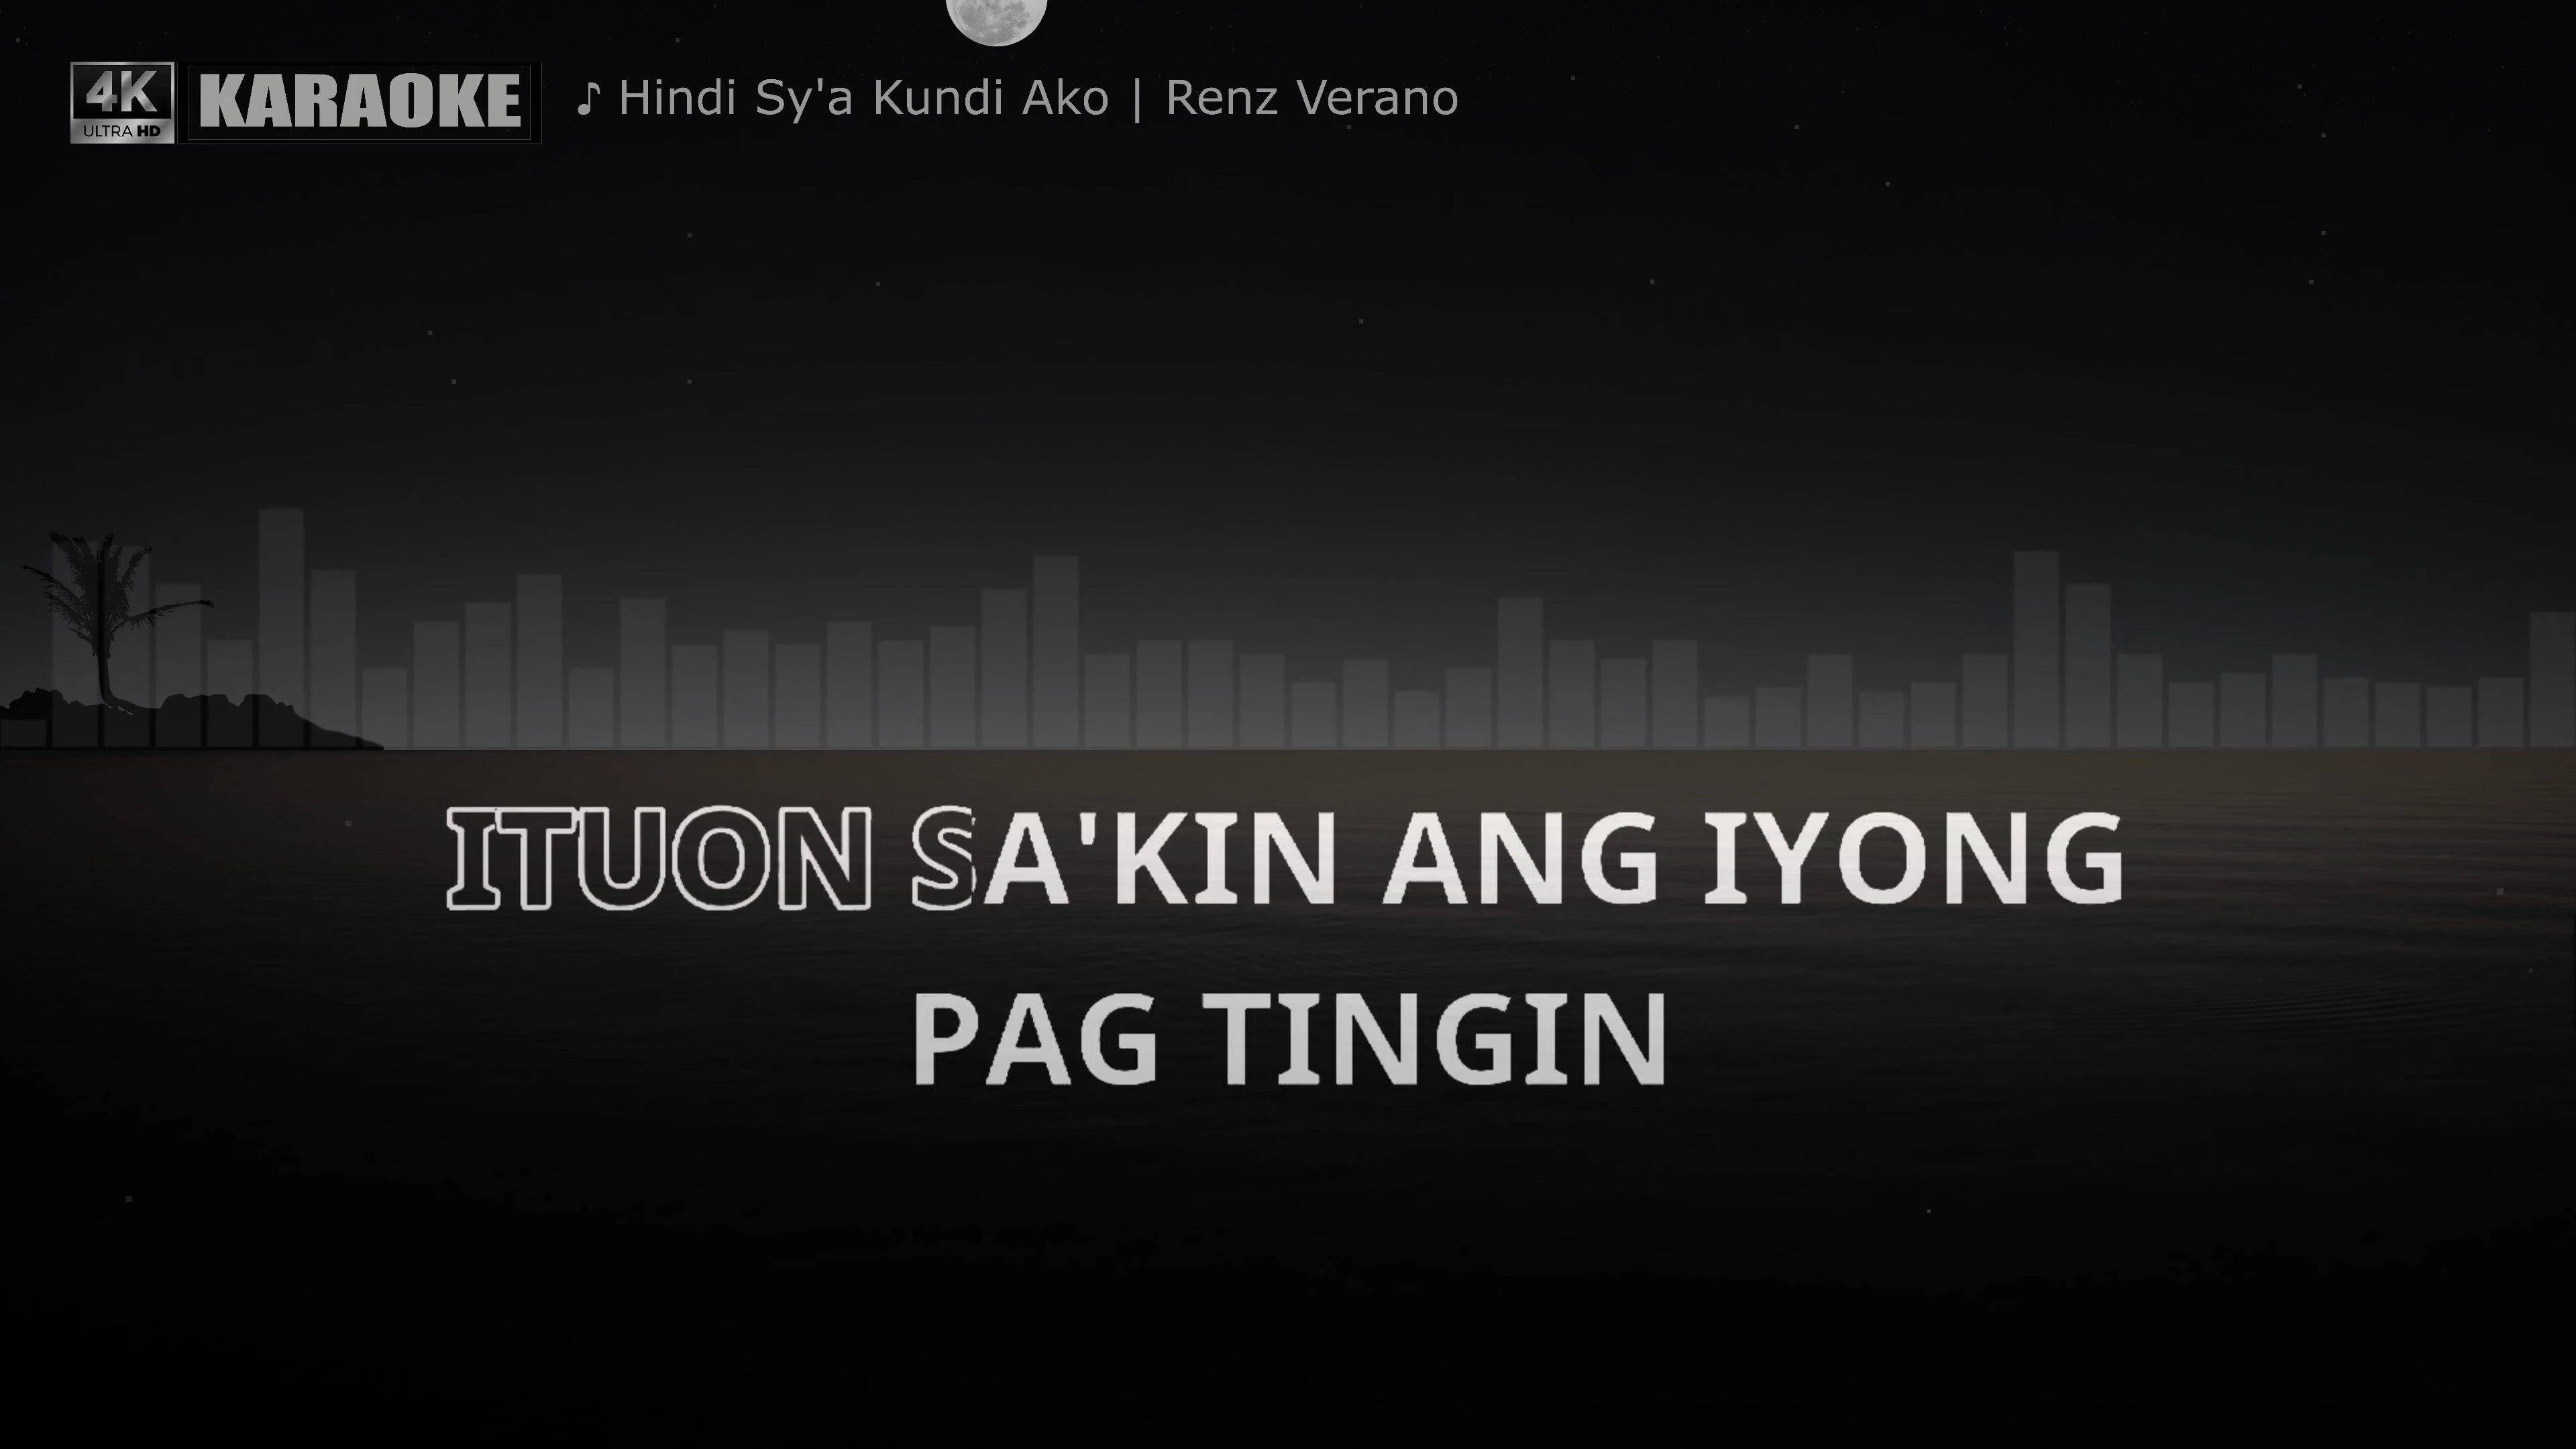 4K
ULTRA HD
KARAOKE
♪ Hindi Sy'a Kundi Ako | Renz Verano
ITUON SA'KIN ANG IYONG
PAG TINGIN